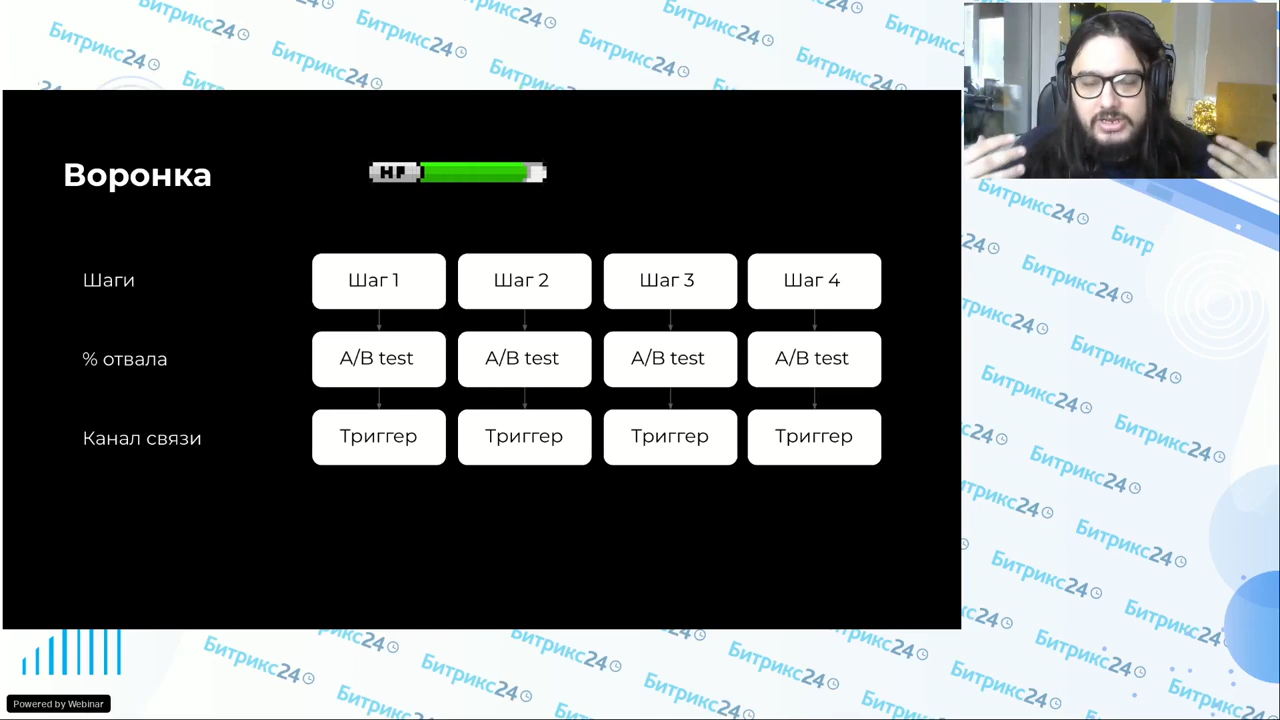 Битрикс24
Воронка
HP
Шаги
Шаг 1
Шаг 2
Шаг 3
Шаг 4
% отвала
A/B test
A/B test
A/B test
A/B test
Канал связи
Триггер
Триггер
Триггер
Триггер
Powered by Webinar